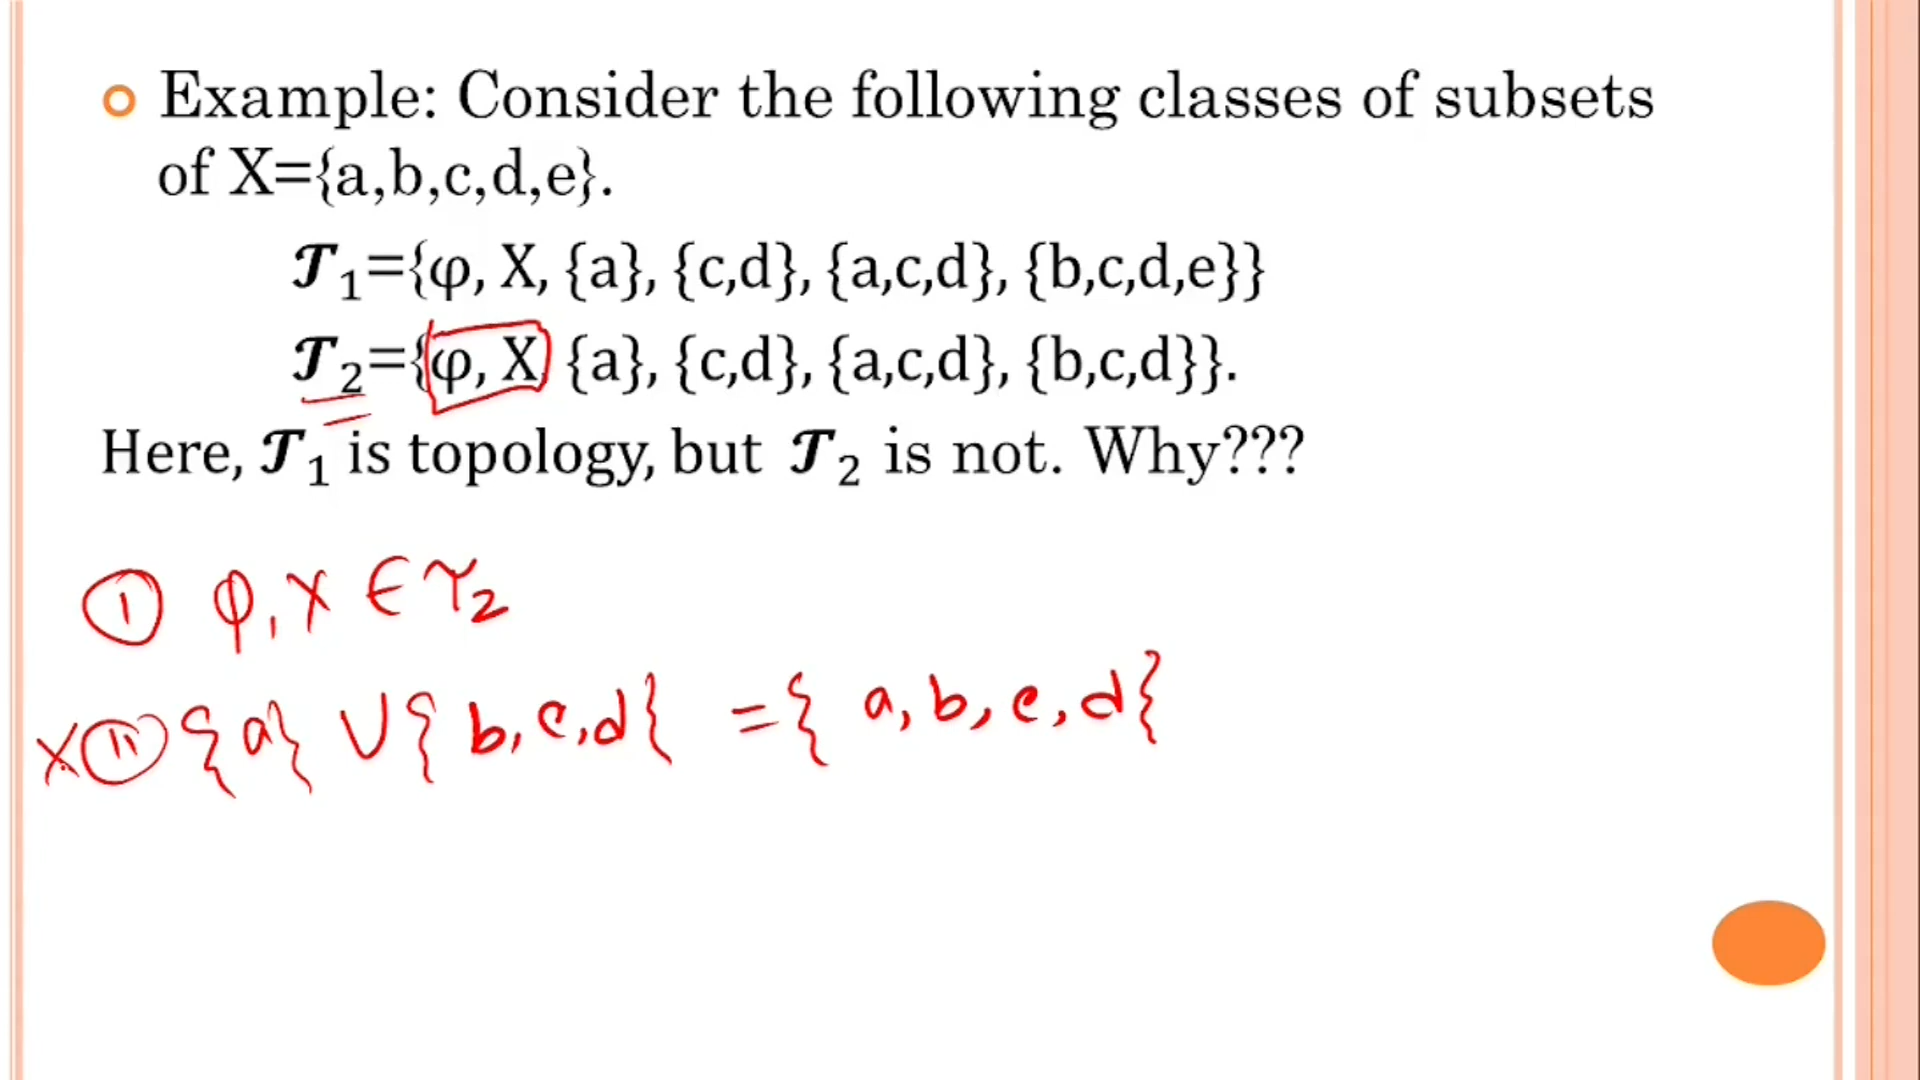 Example: Consider the following classes of subsets
of X={a,b,c,d,e}.
𝓣₁={φ, X, {a}, {c,d}, {a,c,d}, {b,c,d,e}}
𝓣₂={φ, X, {a}, {c,d}, {a,c,d}, {b,c,d}}.
Here, 𝓣₁ is topology, but 𝓣₂ is not. Why???
① φ, X ∈ τ₂
X ⑪ {a} ∪ {b,c,d} = {a,b,c,d}